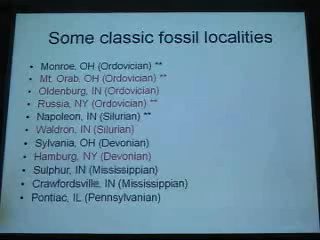 Some classic fossil localities
• Monroe, OH (Ordovician) **
• Mt. Orab, OH (Ordovician) **
• Oldenburg, IN (Ordovician)
• Russia, NY (Ordovician) **
• Napoleon, IN (Silurian) **
• Waldron, IN (Silurian)
• Sylvania, OH (Devonian)
• Hamburg, NY (Devonian)
• Sulphur, IN (Mississippian)
• Crawfordsville, IN (Mississippian)
• Pontiac, IL (Pennsylvanian)